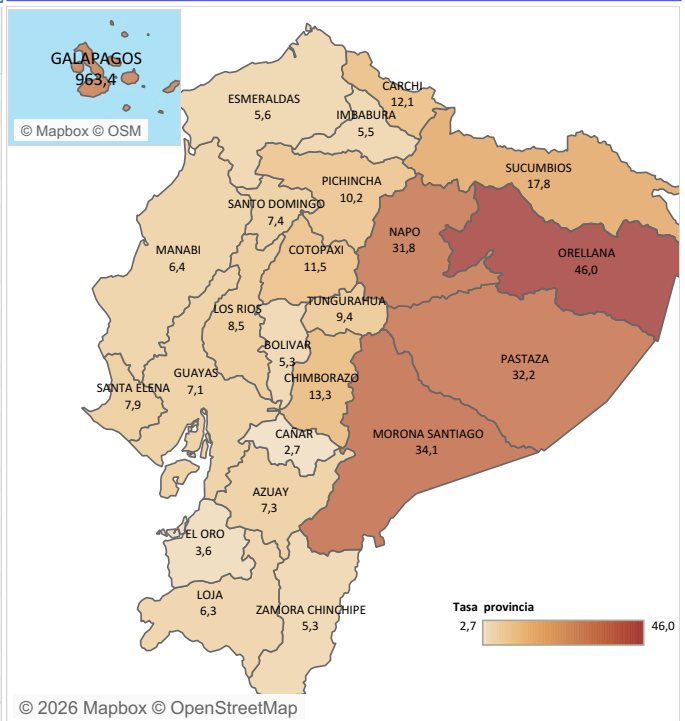 GALAPAGOS
963,4
© Mapbox © OSM
CARCHI
12,1
ESMERALDAS
5,6
IMBABURA
5,5
SUCUMBIOS
17,8
PICHINCHA
10,2
SANTO DOMINGO
7,4
NAPO
31,8
ORELLANA
46,0
MANABI
6,4
COTOPAXI
11,5
TUNGURAHUA
9,4
LOS RIOS
8,5
BOLIVAR
5,3
PASTAZA
32,2
GUAYAS
7,1
CHIMBORAZO
13,3
SANTA ELENA
7,9
CAÑAR
2,7
MORONA SANTIAGO
34,1
AZUAY
7,3
EL ORO
3,6
LOJA
6,3
ZAMORA CHINCHIPE
5,3
Tasa provincia
2,7 46,0
© 2026 Mapbox © OpenStreetMap